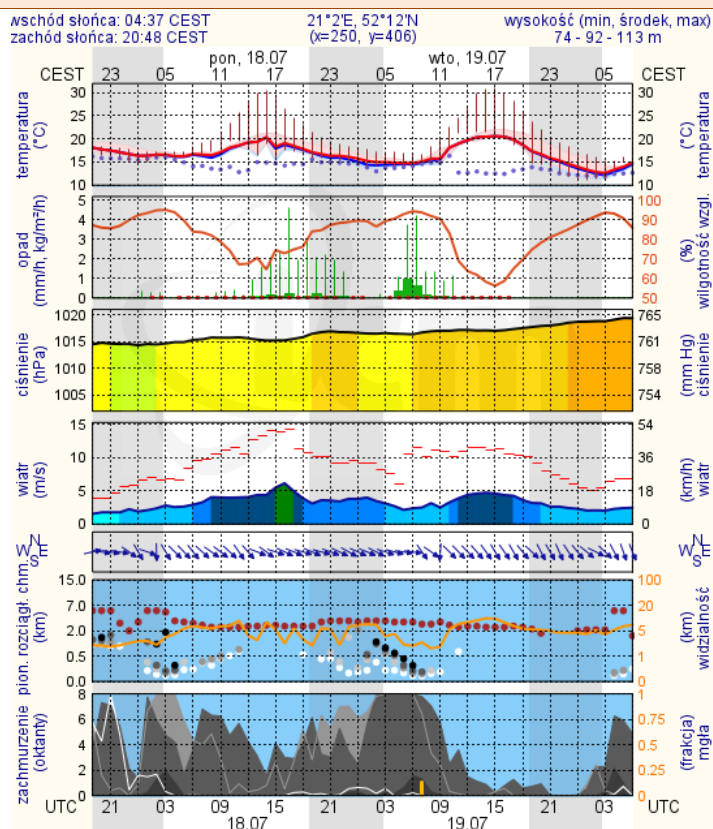 wschód słońca: 04:37 CEST 21°2'E, 52°12'N wysokość (min, środek, max)
zachód słońca: 20:48 CEST (x=250, y=406) 74 - 92 - 113 m
pon, 18.07 wto, 19.07
CEST 23 05 11 17 23 05 11 17 23 05 CEST
temperatura (°C)
30 25 20 15 10
30 25 20 15 10
(°C) temperatura
opad (mm/h, kg/m²/h)
5 4 3 2 1 0
100 90 80 70 60 50
(%) wilgotność wzgl.
ciśnienie (hPa)
1020 1015 1010 1005
765 761 758 754
(mm Hg) ciśnienie
wiatr (m/s)
15 10 5 0
54 36 18 0
(km/h) wiatr
N W E S
N W E S
pion. rozciągł. chm. (km)
15.0 7.0 2.0 0.5 0.0
100 20 5 1 0
(km) widzialność
zachmurzenie (oktanty)
8 6 4 2 0
1 0.75 0.5 0.25 0
(frakcja) mgła
UTC 21 03 09 15 21 03 09 15 21 03 UTC
18.07 19.07